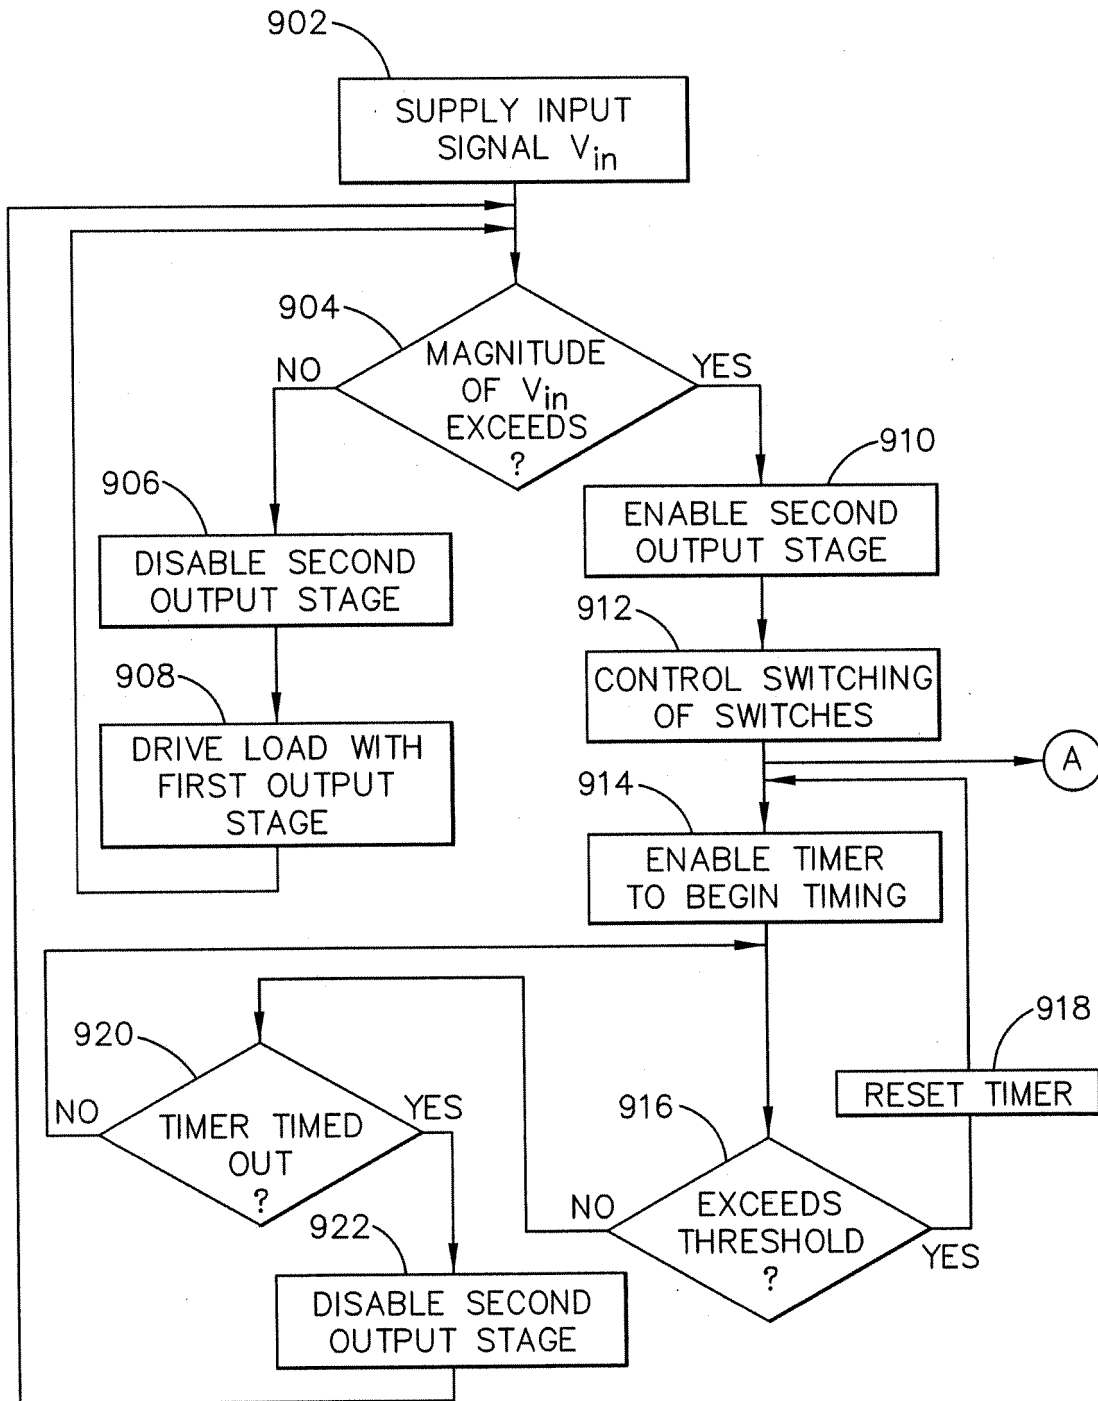 902
SUPPLY INPUT
SIGNAL Vin
904
MAGNITUDE
OF Vin
EXCEEDS
?
NO
YES
906
DISABLE SECOND
OUTPUT STAGE
908
DRIVE LOAD WITH
FIRST OUTPUT
STAGE
910
ENABLE SECOND
OUTPUT STAGE
912
CONTROL SWITCHING
OF SWITCHES
A
914
ENABLE TIMER
TO BEGIN TIMING
916
EXCEEDS
THRESHOLD
?
NO
YES
918
RESET TIMER
920
TIMER TIMED
OUT
?
NO
YES
922
DISABLE SECOND
OUTPUT STAGE